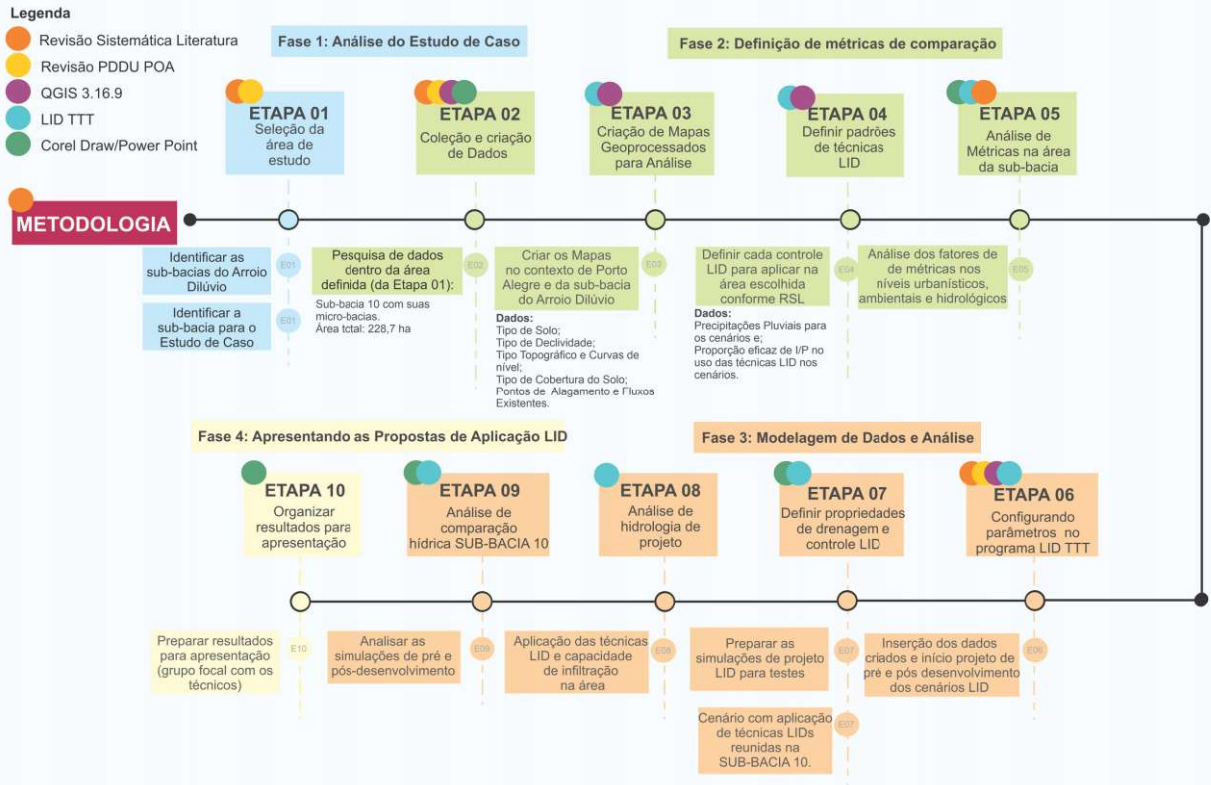 Legenda
Revisão Sistemática Literatura
Revisão PDDU POA
QGIS 3.16.9
LID TTT
Corel Draw/Power Point
Fase 1: Análise do Estudo de Caso
Fase 2: Definição de métricas de comparação
ETAPA 01
Seleção da
área de
estudo
ETAPA 02
Coleção e criação
de Dados
ETAPA 03
Criação de Mapas
Geoprocessados
para Análise
ETAPA 04
Definir padrões
de técnicas
LID
ETAPA 05
Análise de
Métricas na área
da sub-bacia
METODOLOGIA
Identificar as
sub-bacias do Arroio
Dilúvio
E01
Identificar a
sub-bacia para o
Estudo de Caso
E01
Pesquisa de dados
dentro da área
definida (da Etapa 01):
E02
Sub-bacia 10 com suas
micro-bacias.
Área total: 228,7 ha
Criar os Mapas
no contexto de Porto
Alegre e da sub-bacia
do Arroio Dilúvio
E03
Dados:
Tipo de Solo;
Tipo de Declividade;
Tipo Topográfico e Curvas de
nível;
Tipo de Cobertura do Solo;
Pontos de Alagamento e Fluxos
Existentes.
Definir cada controle
LID para aplicar na
área escolhida
conforme RSL
E04
Dados:
Precipitações Pluviais para
os cenários e;
Proporção eficaz de I/P no
uso das técnicas LID nos
cenários.
Análise dos fatores de
de métricas nos
níveis urbanísticos,
ambientais e hidrológicos
E05
Fase 4: Apresentando as Propostas de Aplicação LID
Fase 3: Modelagem de Dados e Análise
ETAPA 10
Organizar
resultados para
apresentação
ETAPA 09
Análise de
comparação
hídrica SUB-BACIA 10
ETAPA 08
Análise de
hidrologia de
projeto
ETAPA 07
Definir propriedades
de drenagem e
controle LID
ETAPA 06
Configurando
parâmetros no
programa LID TTT
Preparar resultados
para apresentação
(grupo focal com os
técnicos)
E10
Analisar as
simulações de pré e
pós-desenvolvimento
E09
Aplicação das técnicas
LID e capacidade
de infiltração
na área
E08
Preparar as
simulações de projeto
LID para testes
E07
Cenário com aplicação
de técnicas LIDs
reunidas na
SUB-BACIA 10.
E07
Inserção dos dados
criados e início projeto de
pré e pós desenvolvimento
dos cenários LID
E06